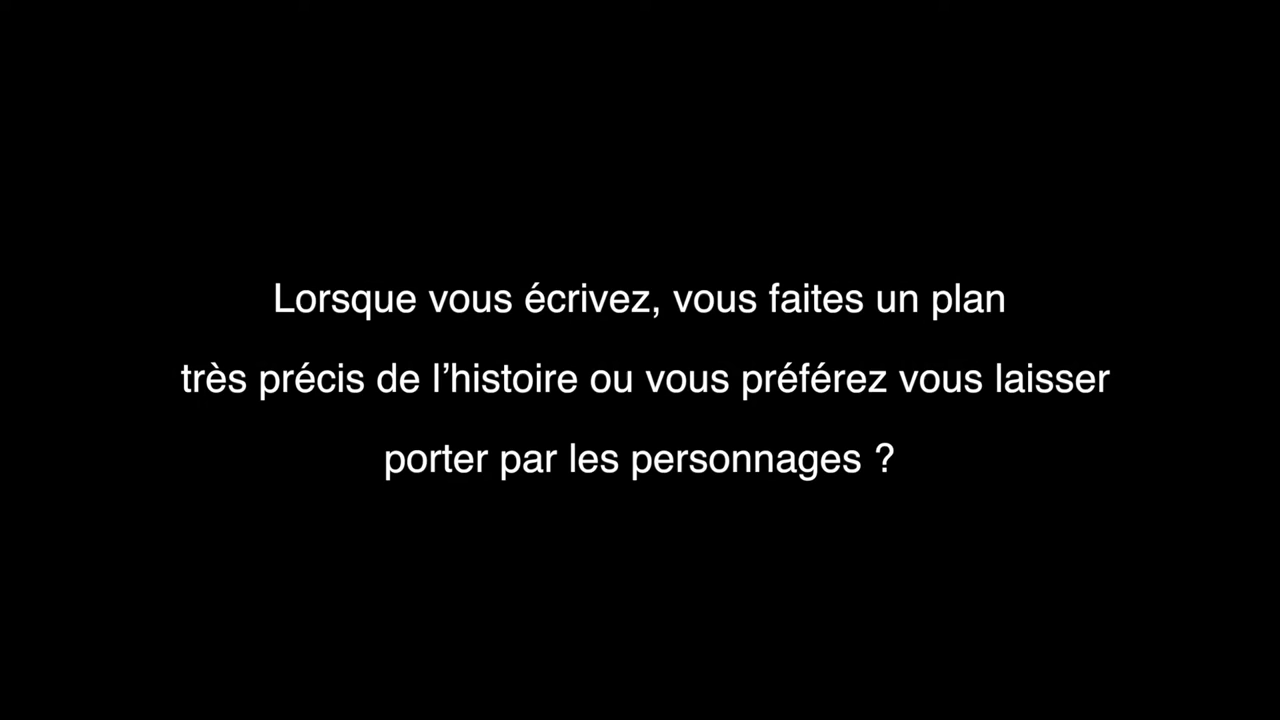 Lorsque vous écrivez, vous faites un plan
très précis de l’histoire ou vous préférez vous laisser
porter par les personnages ?